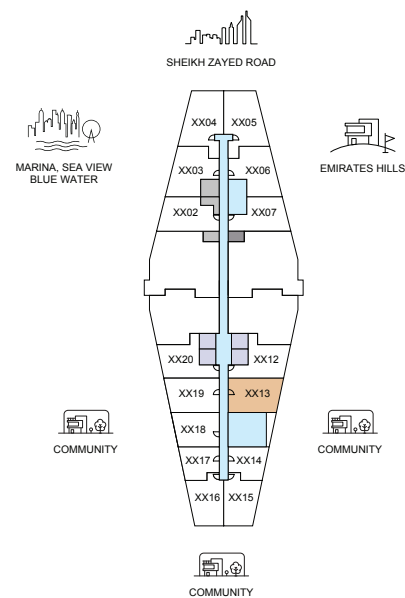 SHEIKH ZAYED ROAD
XX04 XX05
MARINA, SEA VIEW
BLUE WATER
XX03 XX06
EMIRATES HILLS
XX02 XX07
XX20 XX12
XX19 XX13
XX18
COMMUNITY
COMMUNITY
XX17 XX14
XX16 XX15
COMMUNITY